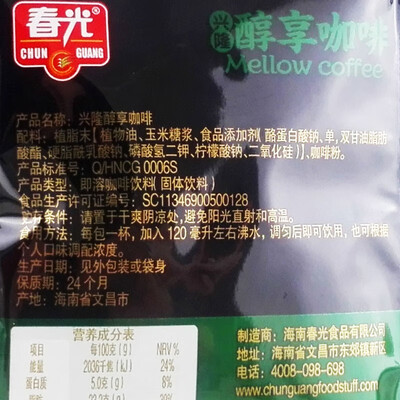 春光
CHUN GUANG
兴隆
醇享咖啡
Mellow coffee
产品名称：兴隆醇享咖啡
配料：植脂末【植物油、玉米糖浆、食品添加剂（酪蛋白酸钠、单，双甘油脂肪
酸酯、硬脂酰乳酸钠、磷酸氢二钾、柠檬酸钠、二氧化硅)】、咖啡粉。
产品标准号：Q/HNCG 0006S
产品类型：即溶咖啡饮料（固体饮料）
食品生产许可证编号：SC11346900500128
贮存条件：请置于干爽阴凉处，避免阳光直射和高温。
食用方法：每包一杯，加入 120 毫升左右沸水，调匀后即可饮用，也可根据
个人口味调配浓度。
生产日期：见外包装或袋身
保质期：24 个月
产地：海南省文昌市
营养成分表
项目 每100克(g) NRV%
能量 2036千焦(kJ) 24%
蛋白质 5.0克(g) 8%
脂肪 23.2克(g) 39%
制造商：海南春光食品有限公司
地址：海南省文昌市东郊镇新区
电话：4008-098-698
www.chunguangfoodstuff.com